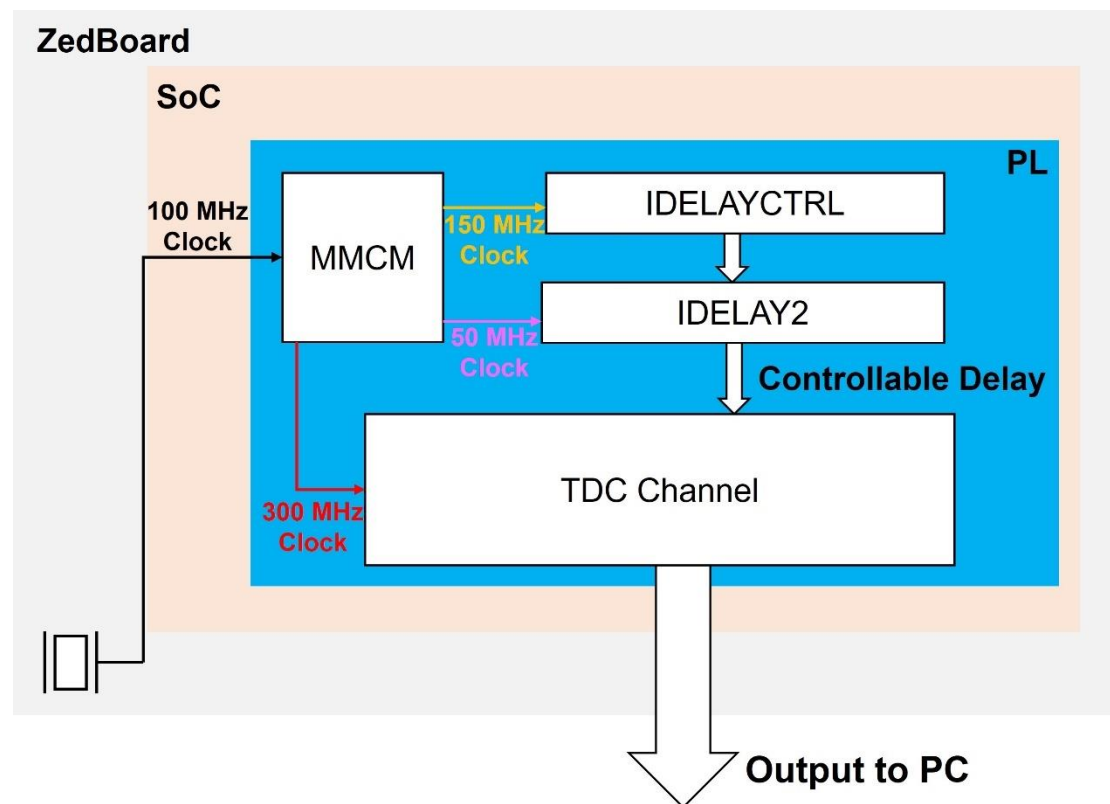 ZedBoard
SoC
PL
100 MHz
Clock
MMCM
150 MHz
Clock
IDELAYCTRL
50 MHz
Clock
IDELAY2
Controllable Delay
300 MHz
Clock
TDC Channel
Output to PC